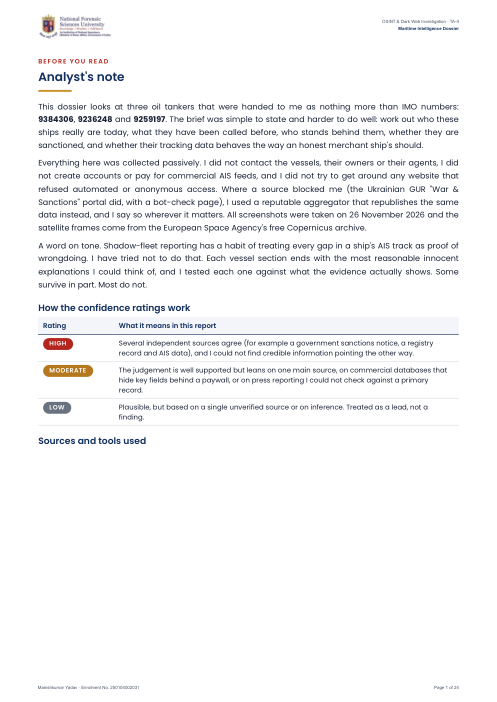 National Forensic
Sciences University
OSINT & Dark Web Investigation · TA-II
Maritime Intelligence Dossier
BEFORE YOU READ
Analyst's note
This dossier looks at three oil tankers that were handed to me as nothing more than IMO numbers:
9384306, 9236248 and 9259197. The brief was simple to state and harder to do well: work out who these
ships really are today, what they have been called before, who stands behind them, whether they are
sanctioned, and whether their tracking data behaves the way an honest merchant ship's should.
Everything here was collected passively. I did not contact the vessels, their owners or their agents, I did
not create accounts or pay for commercial AIS feeds, and I did not try to get around any website that
refused automated or anonymous access. Where a source blocked me (the Ukrainian GUR "War &
Sanctions" portal did, with a bot-check page), I used a reputable aggregator that republishes the same
data instead, and I say so wherever it matters. All screenshots were taken on 26 November 2026 and the
satellite frames come from the European Space Agency's free Copernicus archive.
A word on tone. Shadow-fleet reporting has a habit of treating every gap in a ship's AIS track as proof of
wrongdoing. I have tried not to do that. Each vessel section ends with the most reasonable innocent
explanations I could think of, and I tested each one against what the evidence actually shows. Some
survive in part. Most do not.
How the confidence ratings work
Rating What it means in this report
HIGH Several independent sources agree (for example a government sanctions notice, a registry
record and AIS data), and I could not find credible information pointing the other way.
MODERATE The judgement is well supported but leans on one main source, on commercial databases that
hide key fields behind a paywall, or on press reporting I could not check against a primary
record.
LOW Plausible, but based on a single unverified source or on inference. Treated as a lead, not a
finding.
Sources and tools used
Page 1 of 24